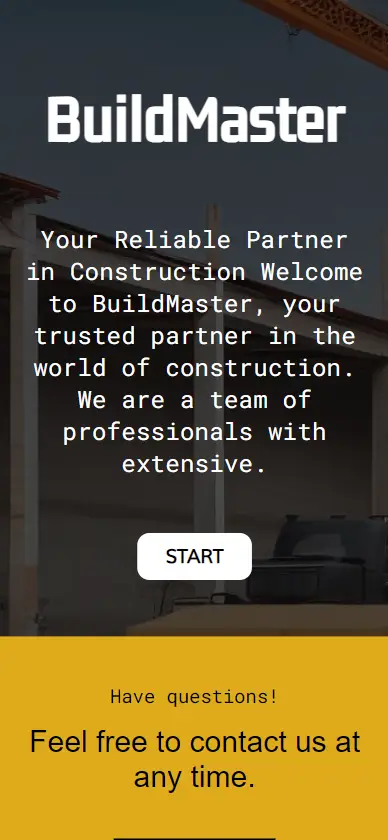 BuildMaster
Your Reliable Partner
in Construction Welcome
to BuildMaster, your
trusted partner in the
world of construction.
We are a team of
professionals with
extensive.
START
Have questions!
Feel free to contact us at
any time.